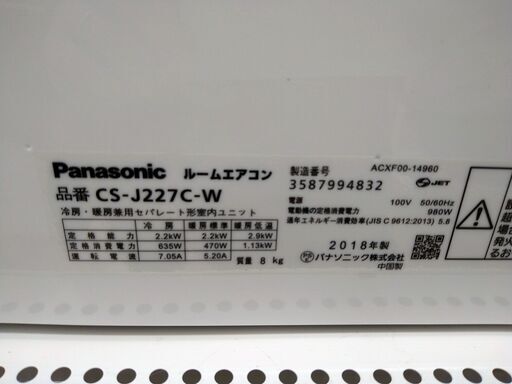 Panasonic ルームエアコン
品番 CS-J227C-W
冷房・暖房兼用セパレート形室内ユニット
冷房 暖房標準 暖房低温
定格能力 2.2kW 2.2kW 2.9kW
定格消費電力 635W 470W 1.13kW
運転電流 7.05A 5.20A
質量 8 kg
ACXF00-14960
製造番号
3587994832
JET
電源 100V 50/60Hz
電動機の定格消費電力 980W
通年エネルギー消費効率(JIS C 9612:2013) 5.8
2018年製
パナソニック株式会社
中国製